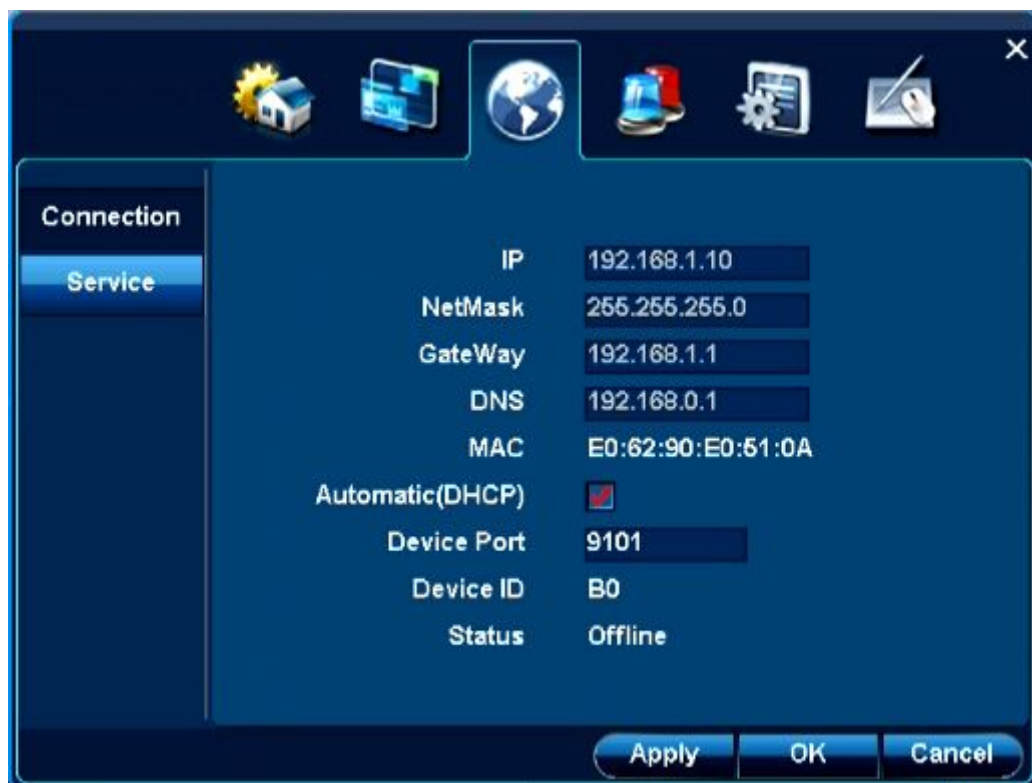 Connection
Service
IP 192.168.1.10
NetMask 255.255.255.0
GateWay 192.168.1.1
DNS 192.168.0.1
MAC E0:62:90:E0:51:0A
Automatic(DHCP)
Device Port 9101
Device ID B0
Status Offline
Apply OK Cancel